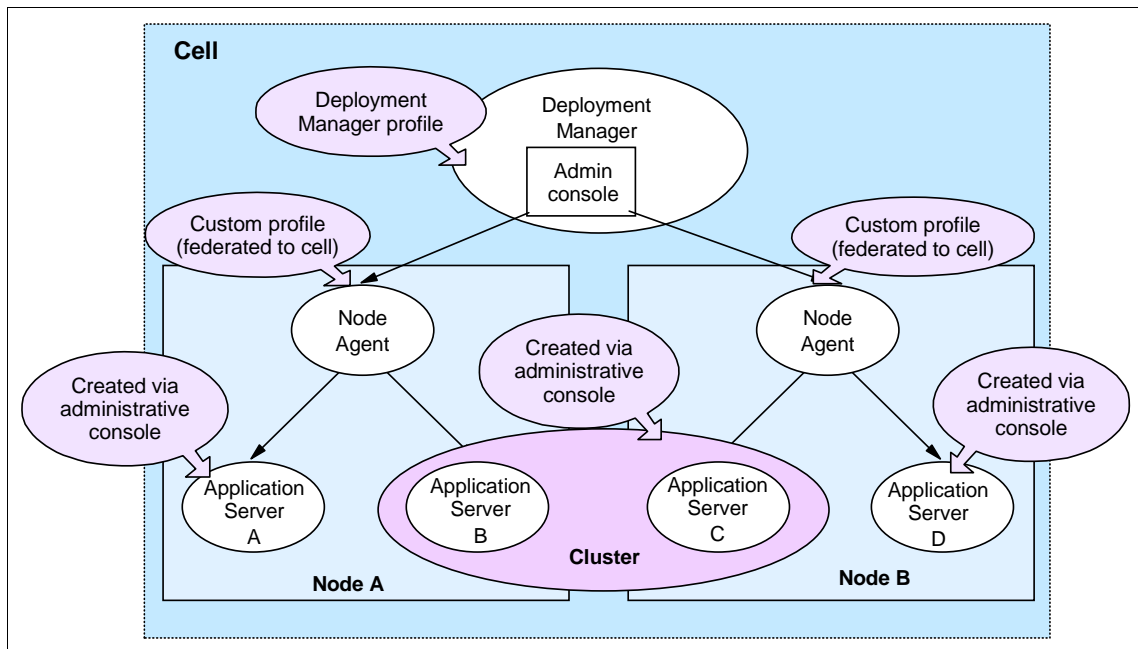 Cell
Deployment
Manager profile
Deployment
Manager
Admin
console
Custom profile
(federated to cell)
Custom profile
(federated to cell)
Node
Agent
Node
Agent
Created via
administrative
console
Created via
administrative
console
Created via
administrative
console
Application
Server
A
Application
Server
B
Application
Server
C
Application
Server
D
Cluster
Node A
Node B